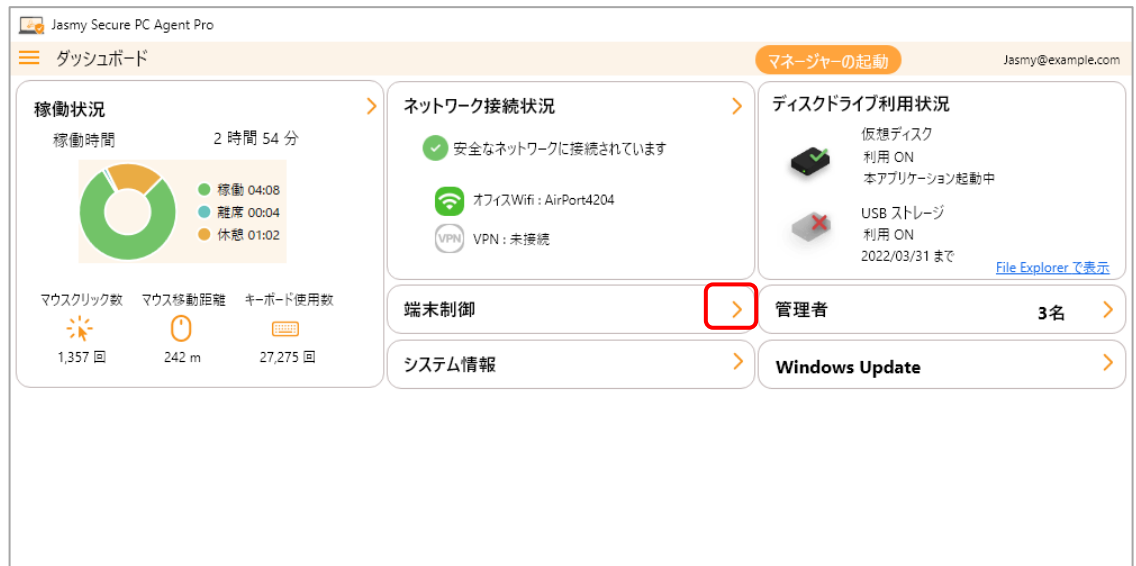 Jasmy Secure PC Agent Pro
ダッシュボード
マネージャーの起動
Jasmy@example.com
稼働状況
稼働時間 2 時間 54 分
稼働 04:08
離席 00:04
休憩 01:02
マウスクリック数 マウス移動距離 キーボード使用数
1,357 回 242 m 27,275 回
ネットワーク接続状況
安全なネットワークに接続されています
オフィスWifi : AirPort4204
VPN VPN : 未接続
ディスクドライブ利用状況
仮想ディスク
利用 ON
本アプリケーション起動中
USB ストレージ
利用 ON
2022/03/31 まで
File Explorer で表示
端末制御
管理者 3名
システム情報
Windows Update